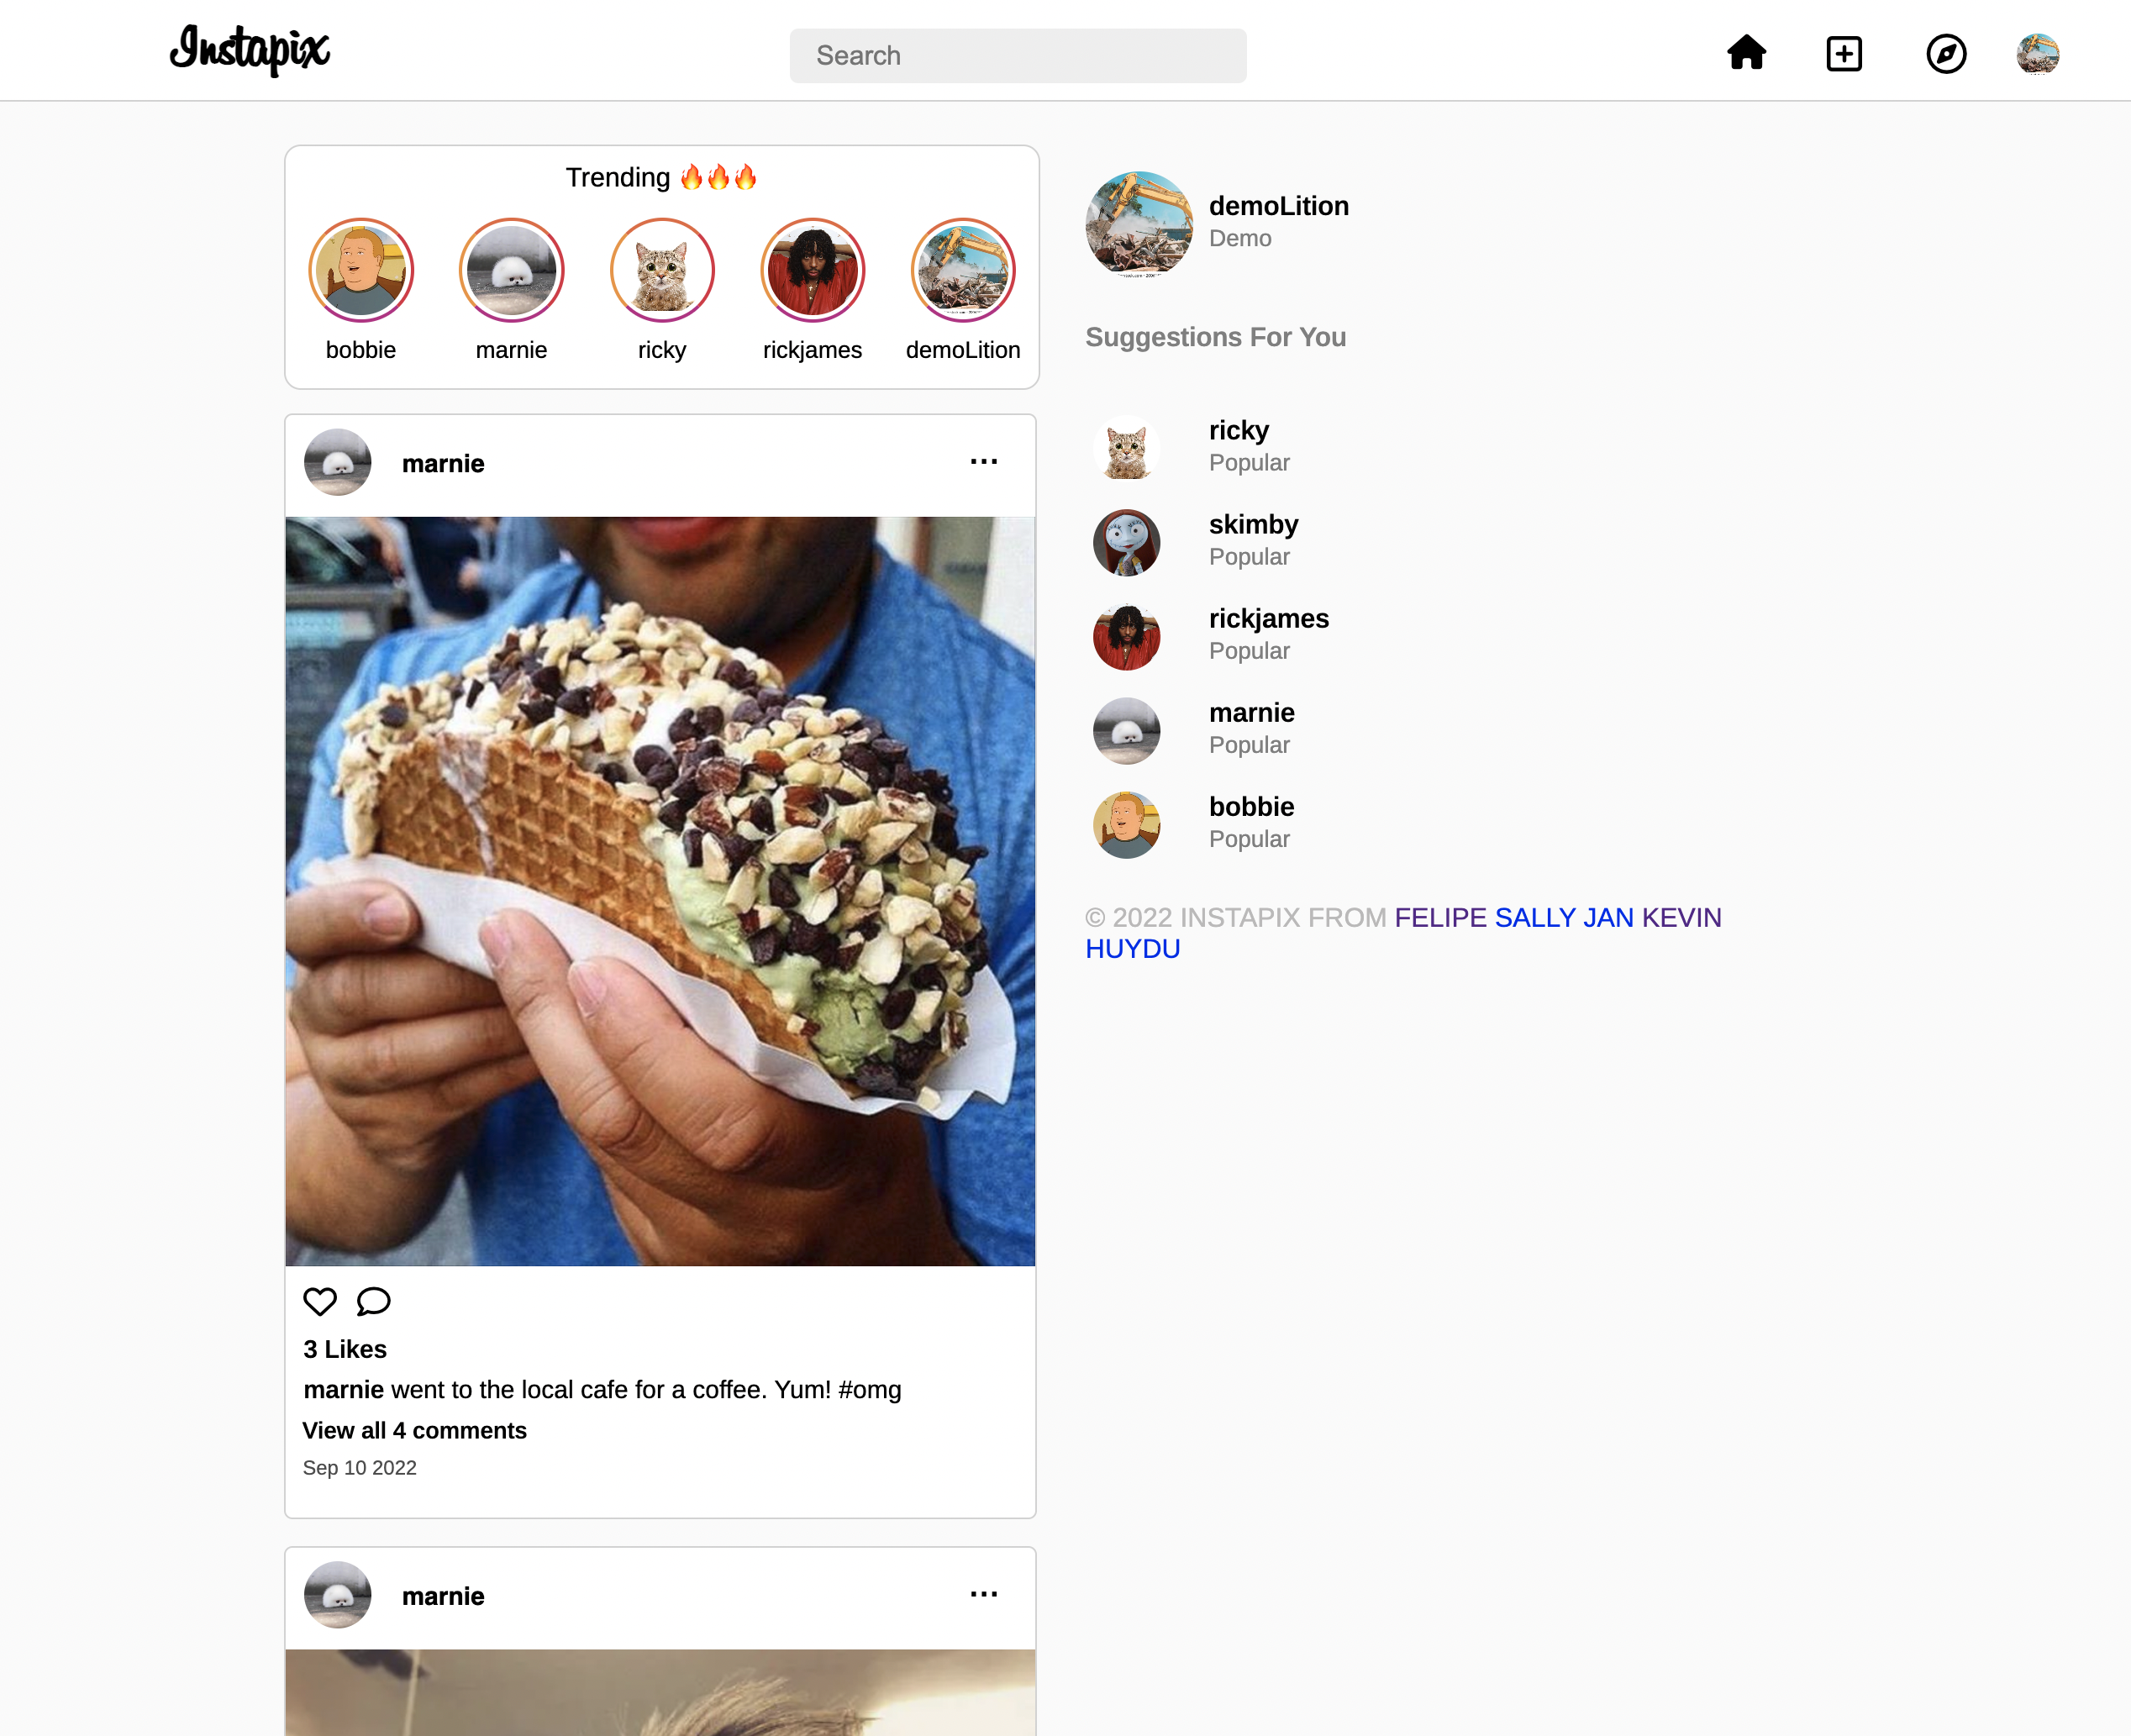 Instapix
Search
Trending 🔥🔥🔥
bobbie
marnie
ricky
rickjames
demoLition
demoLition
Demo
Suggestions For You
ricky
Popular
skimby
Popular
rickjames
Popular
marnie
Popular
bobbie
Popular
© 2022 INSTAPIX FROM FELIPE SALLY JAN KEVIN
HUYDU
marnie
3 Likes
marnie went to the local cafe for a coffee. Yum! #omg
View all 4 comments
Sep 10 2022
marnie